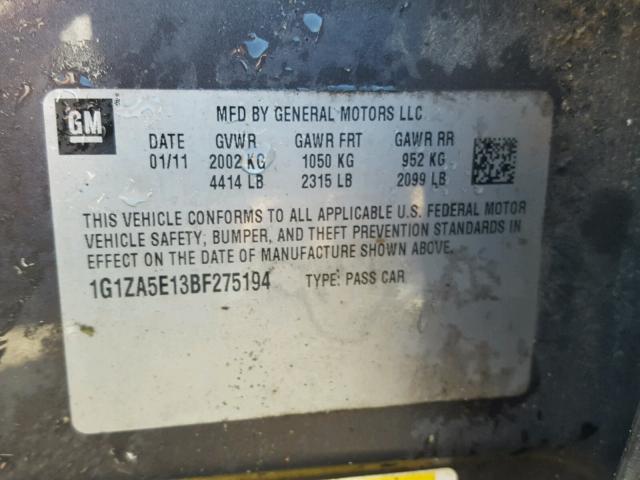 GM
MFD BY GENERAL MOTORS LLC
DATE GVWR GAWR FRT GAWR RR
01/11 2002 KG 1050 KG 952 KG
4414 LB 2315 LB 2099 LB
THIS VEHICLE CONFORMS TO ALL APPLICABLE U.S. FEDERAL MOTOR
VEHICLE SAFETY, BUMPER, AND THEFT PREVENTION STANDARDS IN
EFFECT ON THE DATE OF MANUFACTURE SHOWN ABOVE.
1G1ZA5E13BF275194 TYPE: PASS CAR